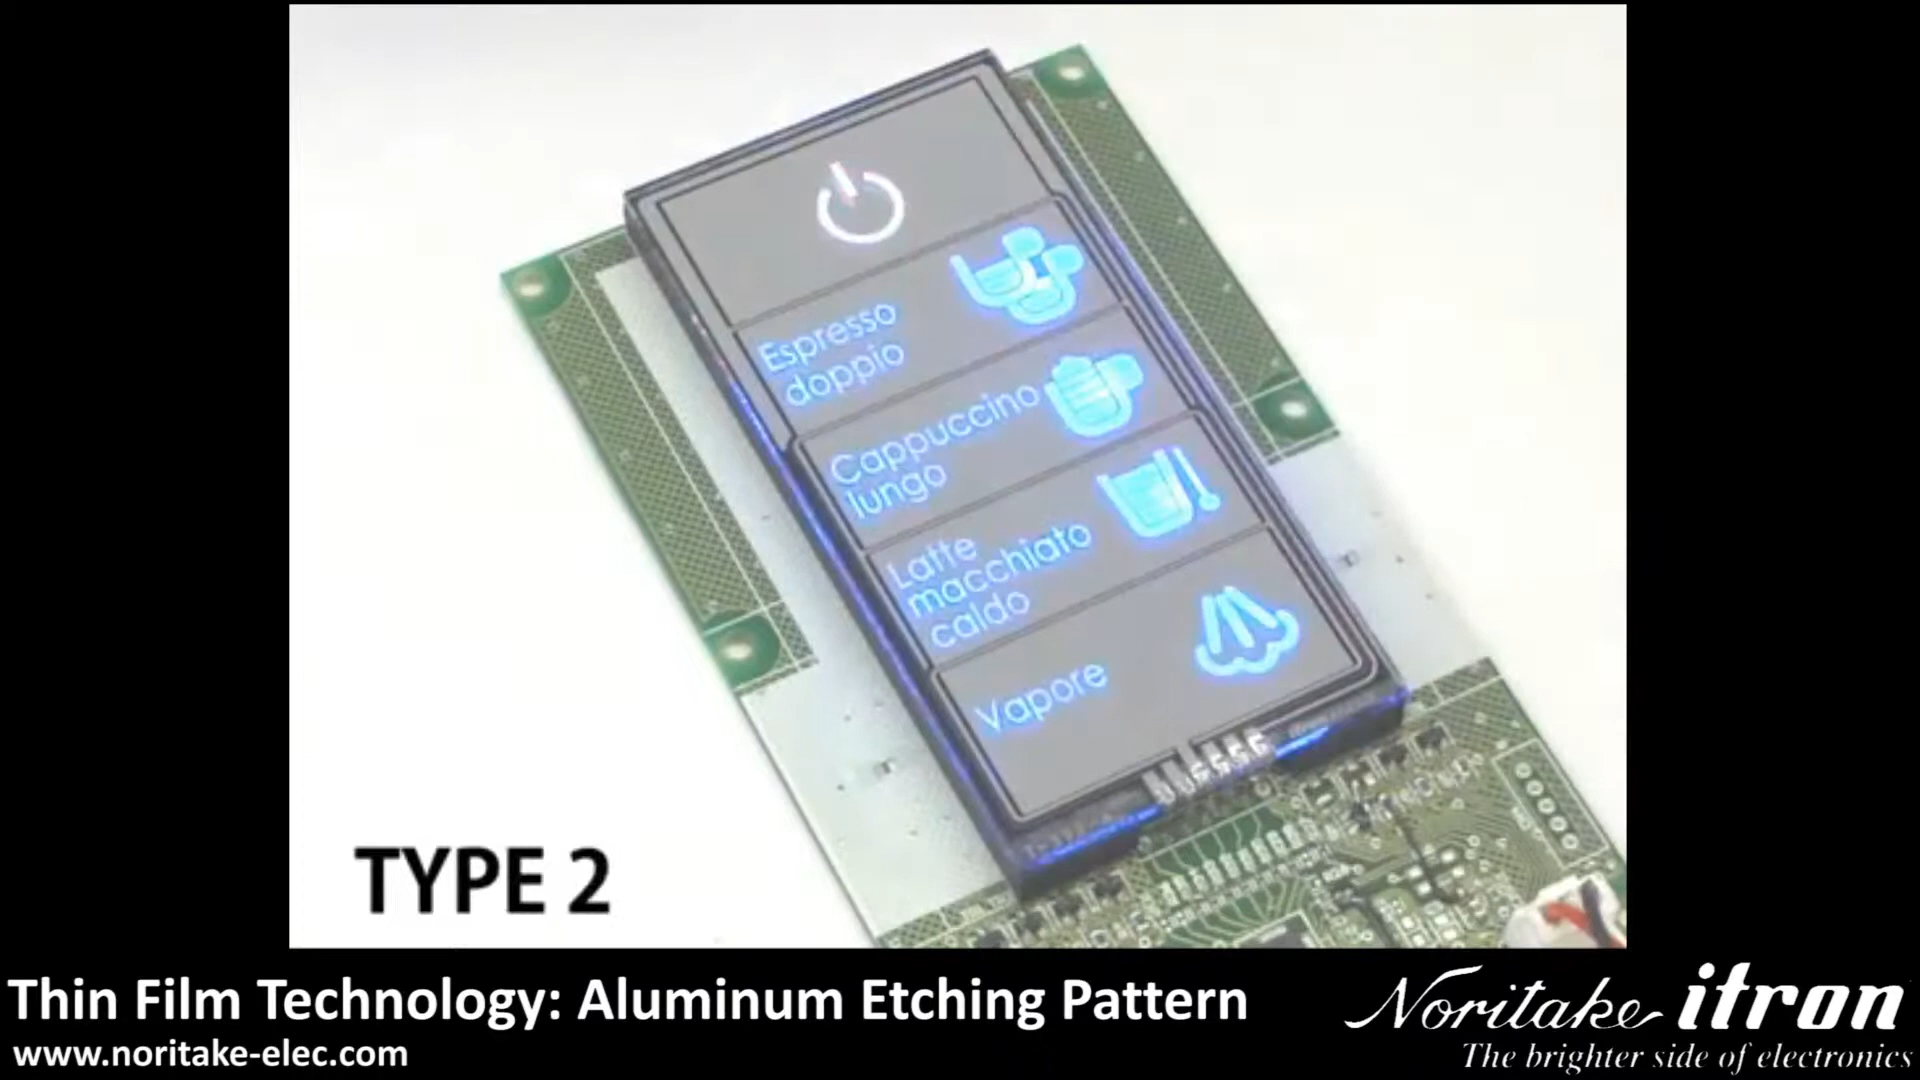 Espresso
doppio
Cappuccino
lungo
Latte
macchiato
caldo
Vapore
TYPE 2
Thin Film Technology: Aluminum Etching Pattern
www.noritake-elec.com
Noritake itron
The brighter side of electronics